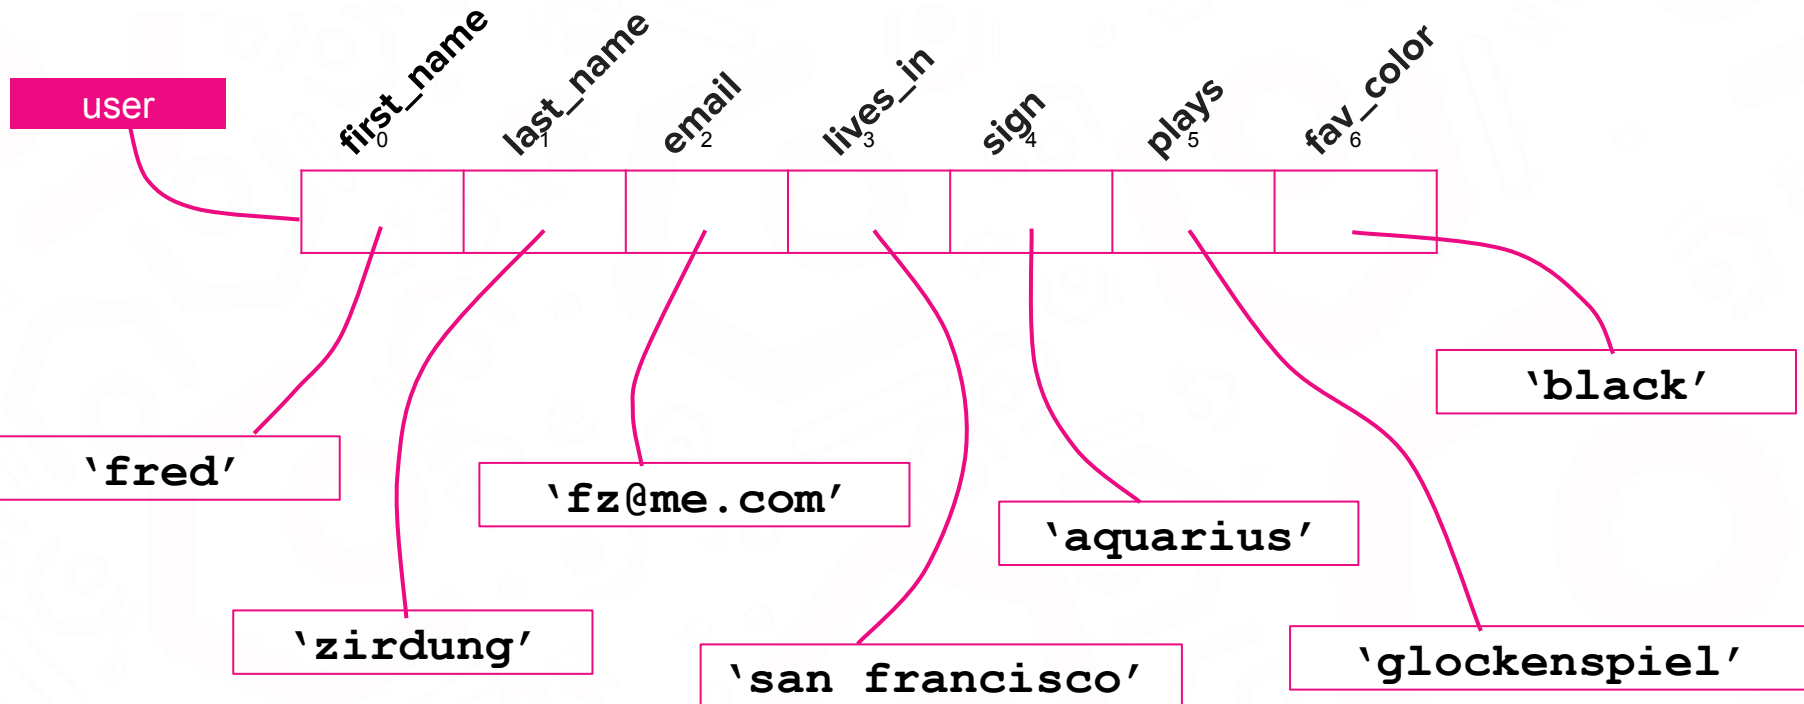 user
first_name
last_name
email
lives_in
sign
plays
fav_color
0
1
2
3
4
5
6
‘black’
‘fred’
‘fz@me.com’
‘aquarius’
‘zirdung’
‘san francisco’
‘glockenspiel’